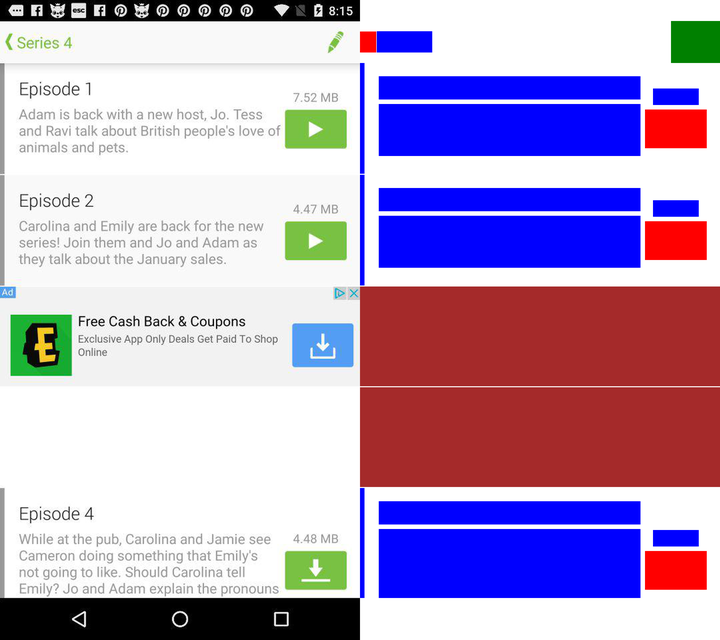 esc
8:15
Series 4
Episode 1
7.52 MB
Adam is back with a new host, Jo. Tess
and Ravi talk about British people's love of
animals and pets.
Episode 2
4.47 MB
Carolina and Emily are back for the new
series! Join them and Jo and Adam as
they talk about the January sales.
Ad
E
Free Cash Back & Coupons
Exclusive App Only Deals Get Paid To Shop
Online
Episode 4
4.48 MB
While at the pub, Carolina and Jamie see
Cameron doing something that Emily's
not going to like. Should Carolina tell
Emily? Jo and Adam explain the pronouns